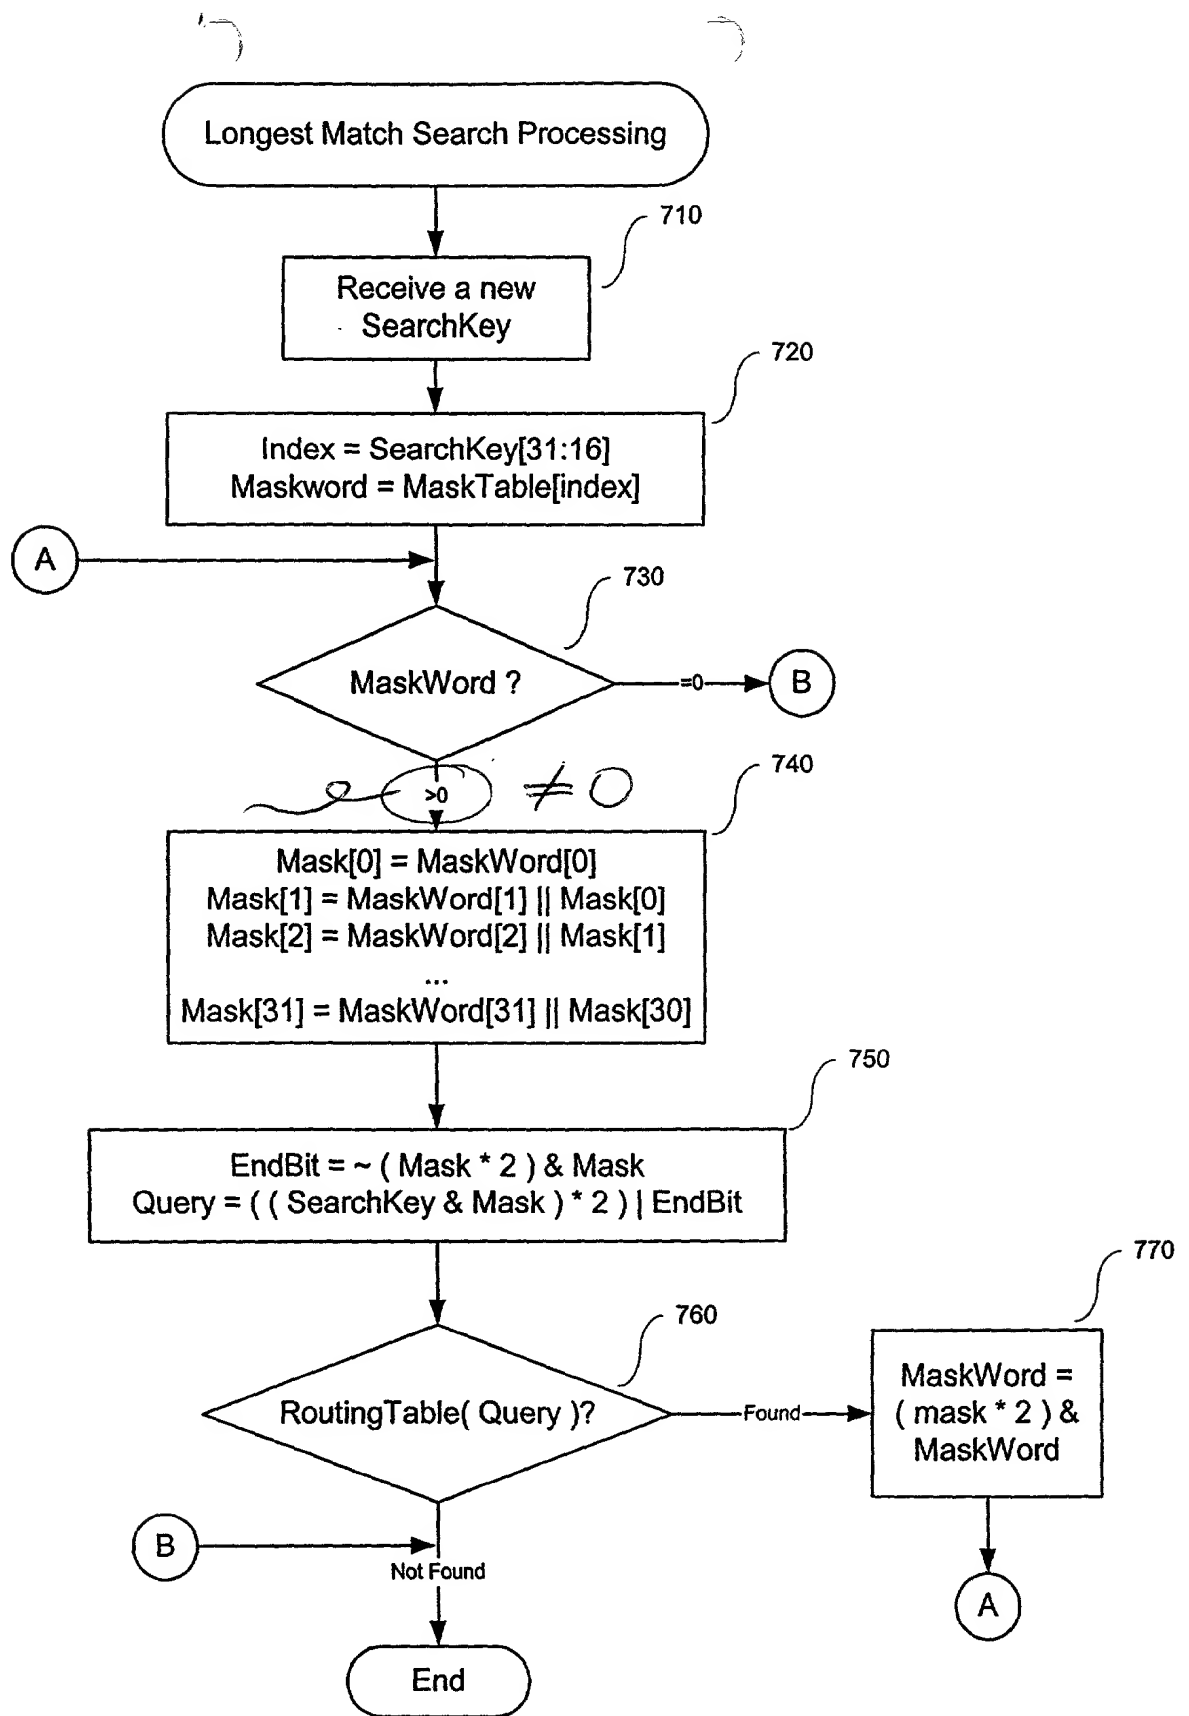 Longest Match Search Processing
710
Receive a new
SearchKey
720
Index = SearchKey[31:16]
Maskword = MaskTable[index]
A
730
MaskWord ?
=0
B
>0
≠ 0
740
Mask[0] = MaskWord[0]
Mask[1] = MaskWord[1] || Mask[0]
Mask[2] = MaskWord[2] || Mask[1]
...
Mask[31] = MaskWord[31] || Mask[30]
750
EndBit = ~ ( Mask * 2 ) & Mask
Query = ( ( SearchKey & Mask ) * 2 ) | EndBit
760
RoutingTable( Query )?
Found
770
MaskWord =
( mask * 2 ) &
MaskWord
B
Not Found
A
End